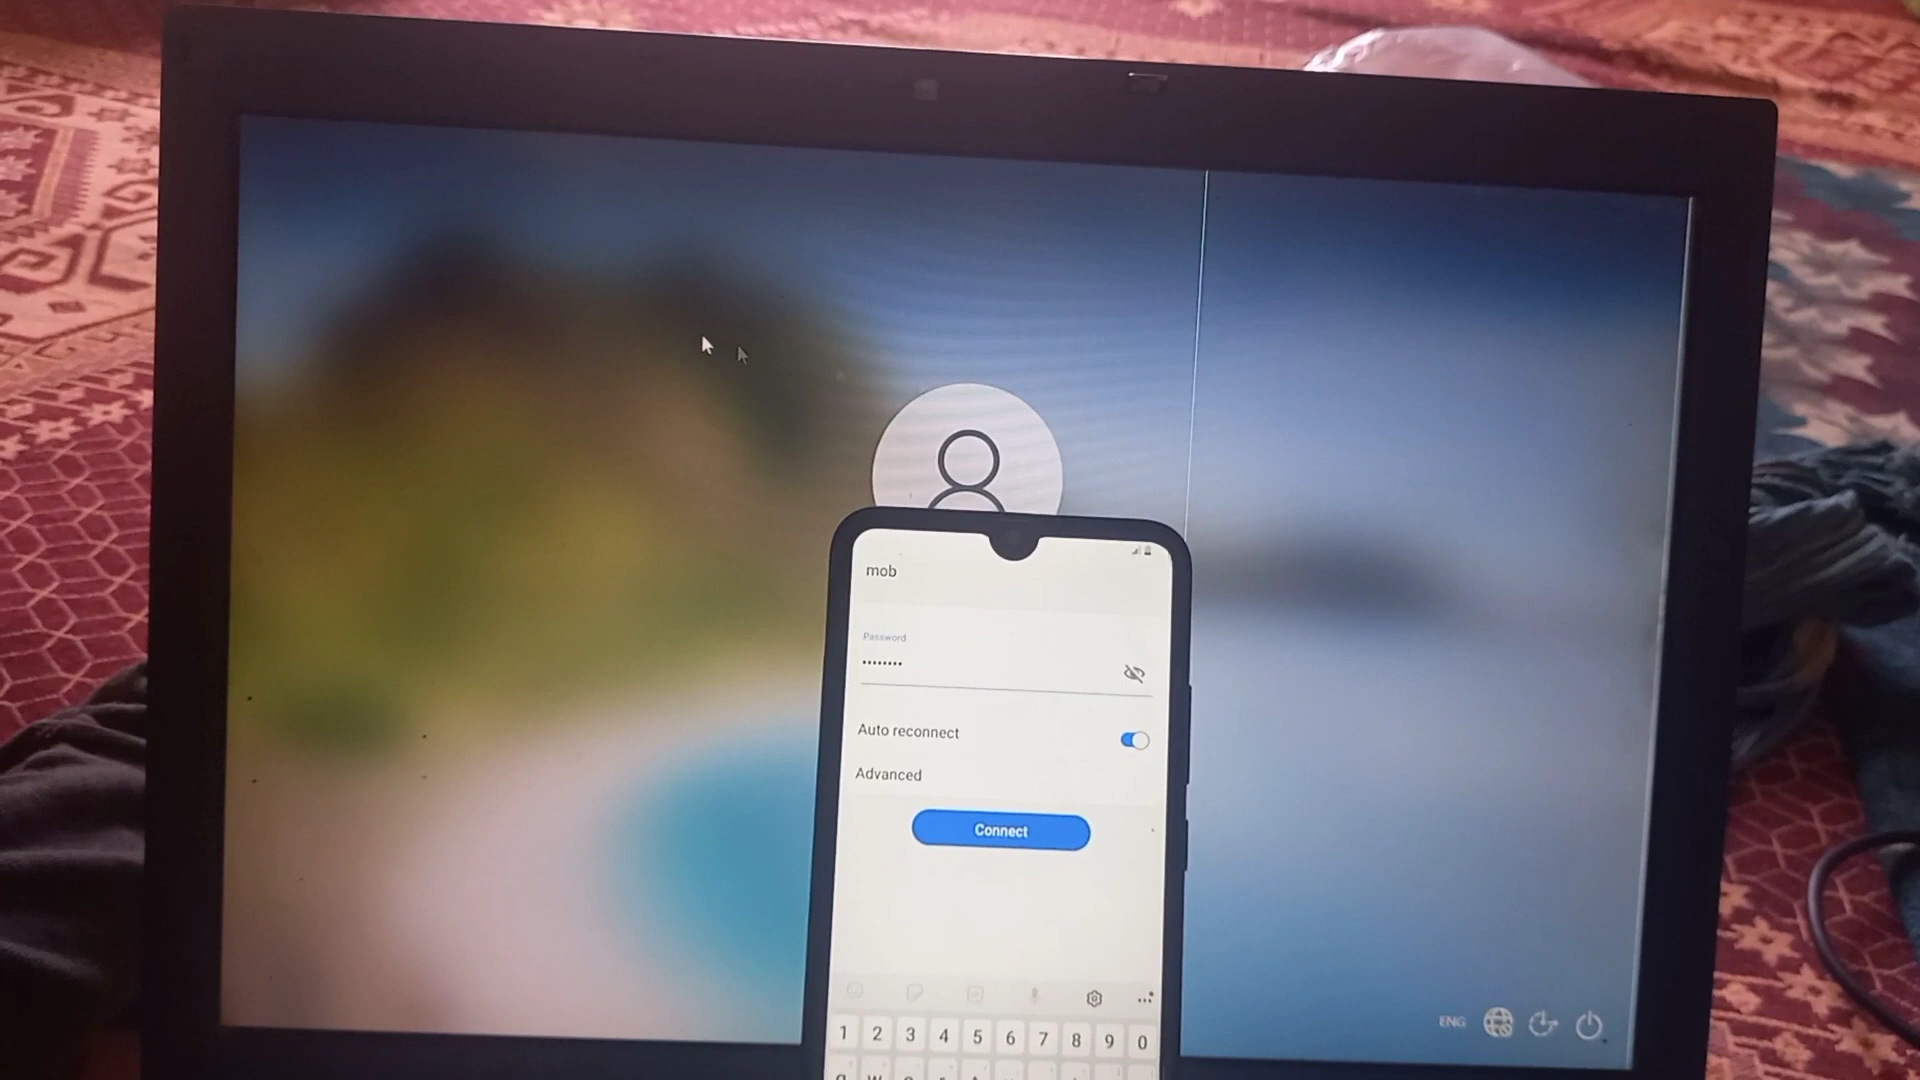 mob
Password
••••••••
Auto reconnect
Advanced
Connect
1 2 3 4 5 6 7 8 9 0
ENG